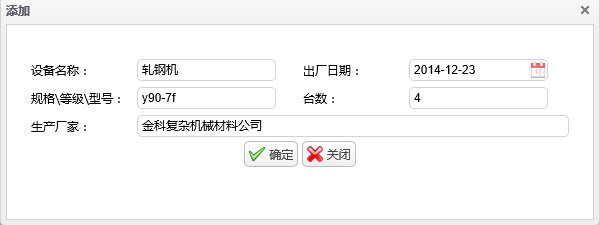 添加
设备名称： 轧钢机 出厂日期： 2014-12-23
规格\等级\型号： y90-7f 台数： 4
生产厂家： 金科复杂机械材料公司
确定 关闭